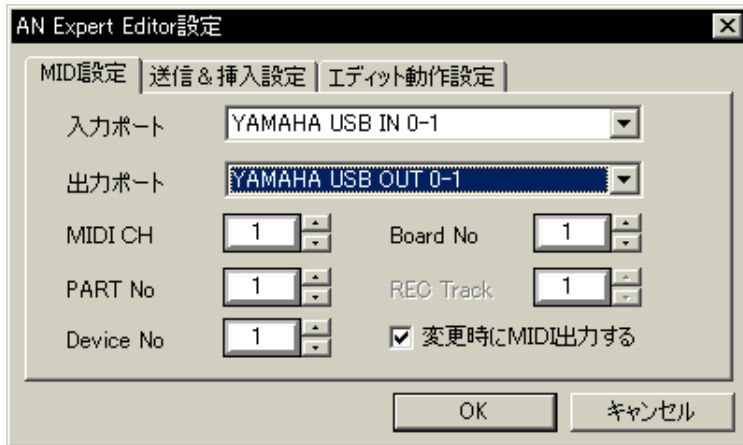 AN Expert Editor設定
MIDI設定 送信&挿入設定 エディット動作設定
入力ポート YAMAHA USB IN 0-1
出力ポート YAMAHA USB OUT 0-1
MIDI CH 1 Board No 1
PART No 1 REC Track 1
Device No 1 変更時にMIDI出力する
OK キャンセル